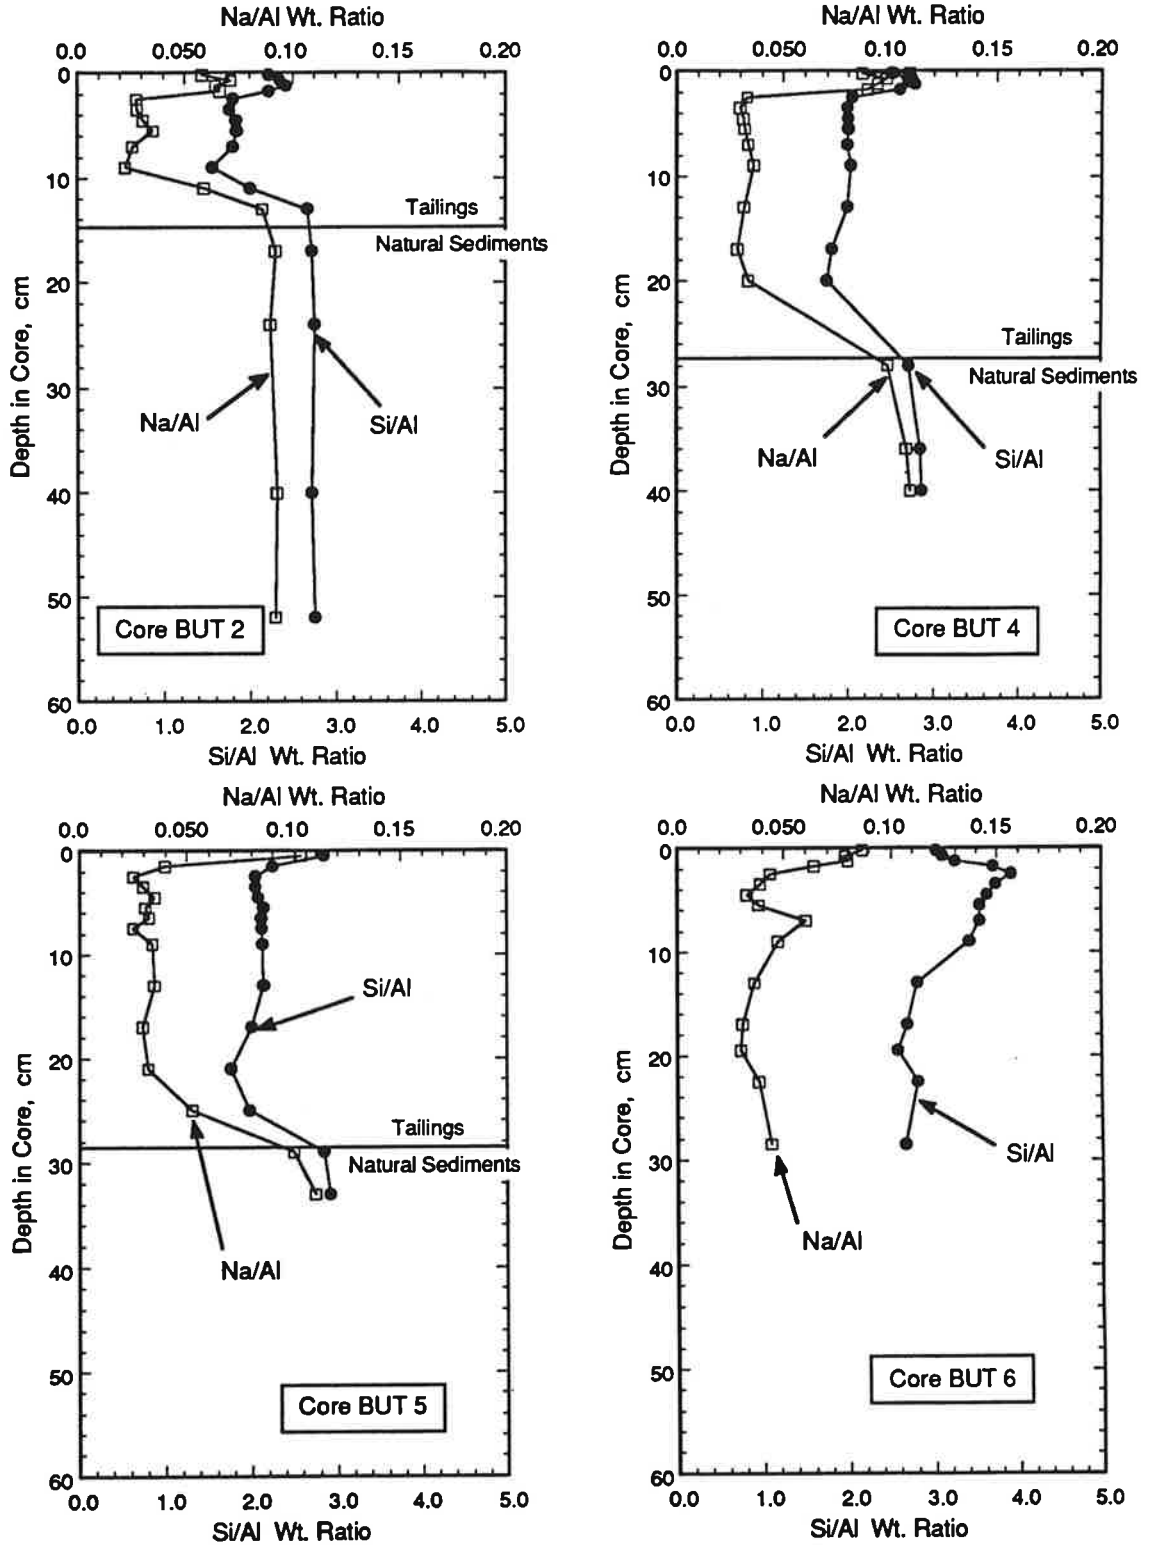 Na/Al Wt. Ratio
0.0 0.050 0.10 0.15 0.20
0
10
20
30
40
50
60
Depth in Core, cm
Tailings
Natural Sediments
Na/Al
Si/Al
Core BUT 2
0.0 1.0 2.0 3.0 4.0 5.0
Si/Al Wt. Ratio
Na/Al Wt. Ratio
0.0 0.050 0.10 0.15 0.20
0
10
20
30
40
50
60
Depth in Core, cm
Tailings
Natural Sediments
Na/Al
Si/Al
Core BUT 4
0.0 1.0 2.0 3.0 4.0 5.0
Si/Al Wt. Ratio
Na/Al Wt. Ratio
0.0 0.050 0.10 0.15 0.20
0
10
20
30
40
50
60
Depth in Core, cm
Si/Al
Tailings
Natural Sediments
Na/Al
Core BUT 5
0.0 1.0 2.0 3.0 4.0 5.0
Si/Al Wt. Ratio
Na/Al Wt. Ratio
0.0 0.050 0.10 0.15 0.20
0
10
20
30
40
50
60
Depth in Core, cm
Si/Al
Na/Al
Core BUT 6
0.0 1.0 2.0 3.0 4.0 5.0
Si/Al Wt. Ratio